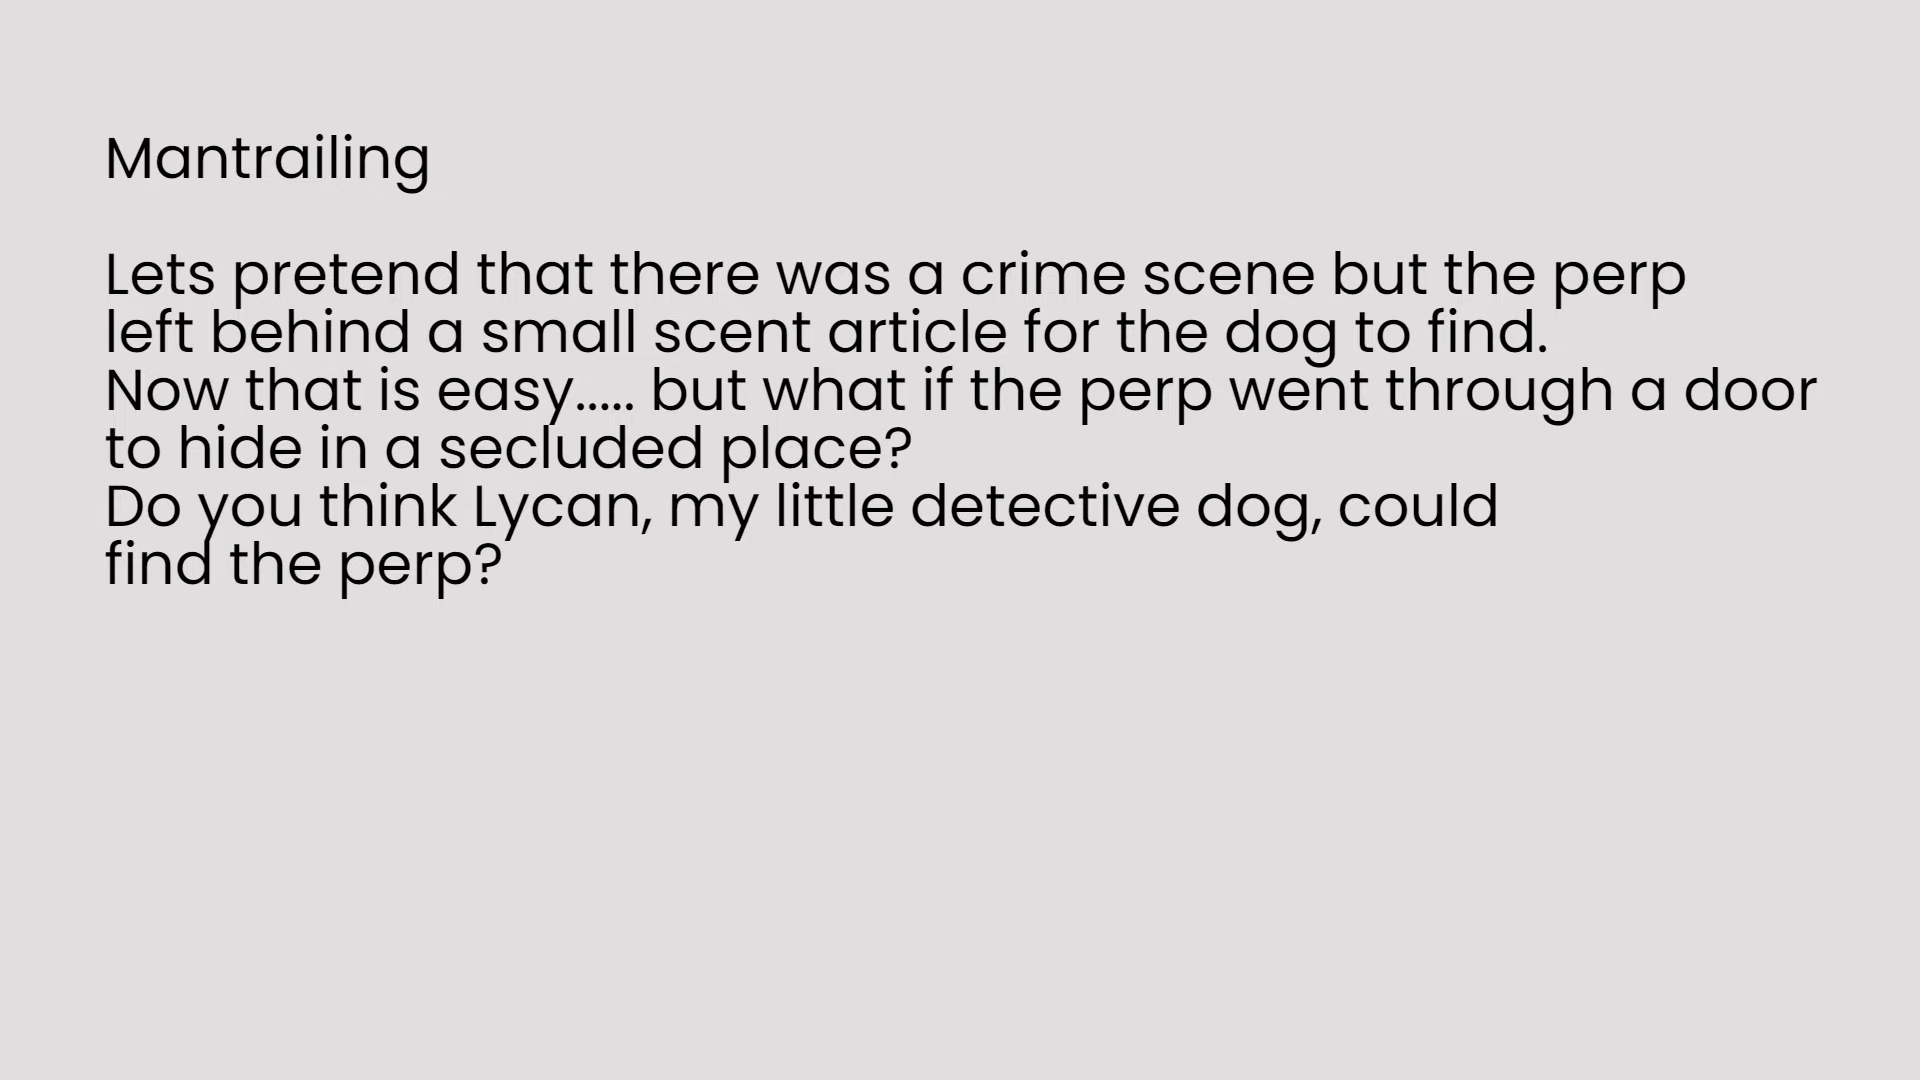 Mantrailing
Lets pretend that there was a crime scene but the perp
left behind a small scent article for the dog to find.
Now that is easy..... but what if the perp went through a door
to hide in a secluded place?
Do you think Lycan, my little detective dog, could
find the perp?